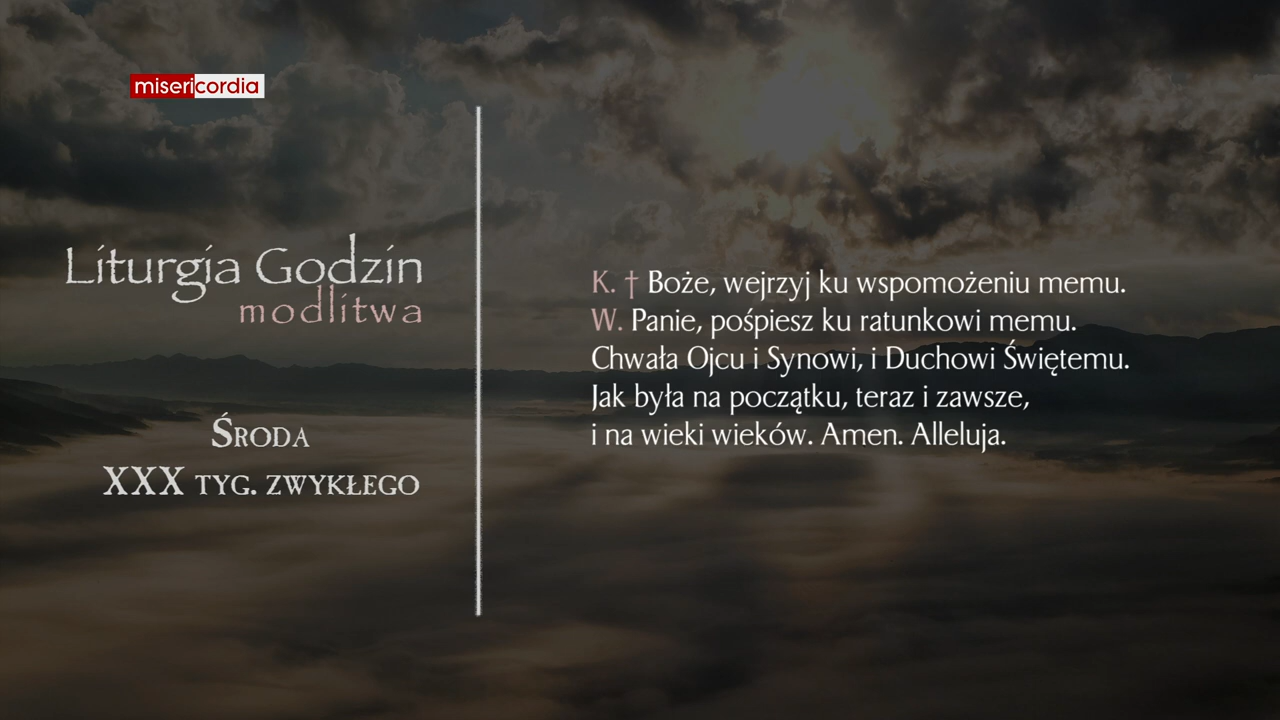 misericordia
Liturgia Godzin
modlitwa
Środa
XXX TYG. ZWYKŁEGO
K. † Boże, wejrzyj ku wspomożeniu memu.
W. Panie, pośpiesz ku ratunkowi memu.
Chwała Ojcu i Synowi, i Duchowi Świętemu.
Jak była na początku, teraz i zawsze,
i na wieki wieków. Amen. Alleluja.